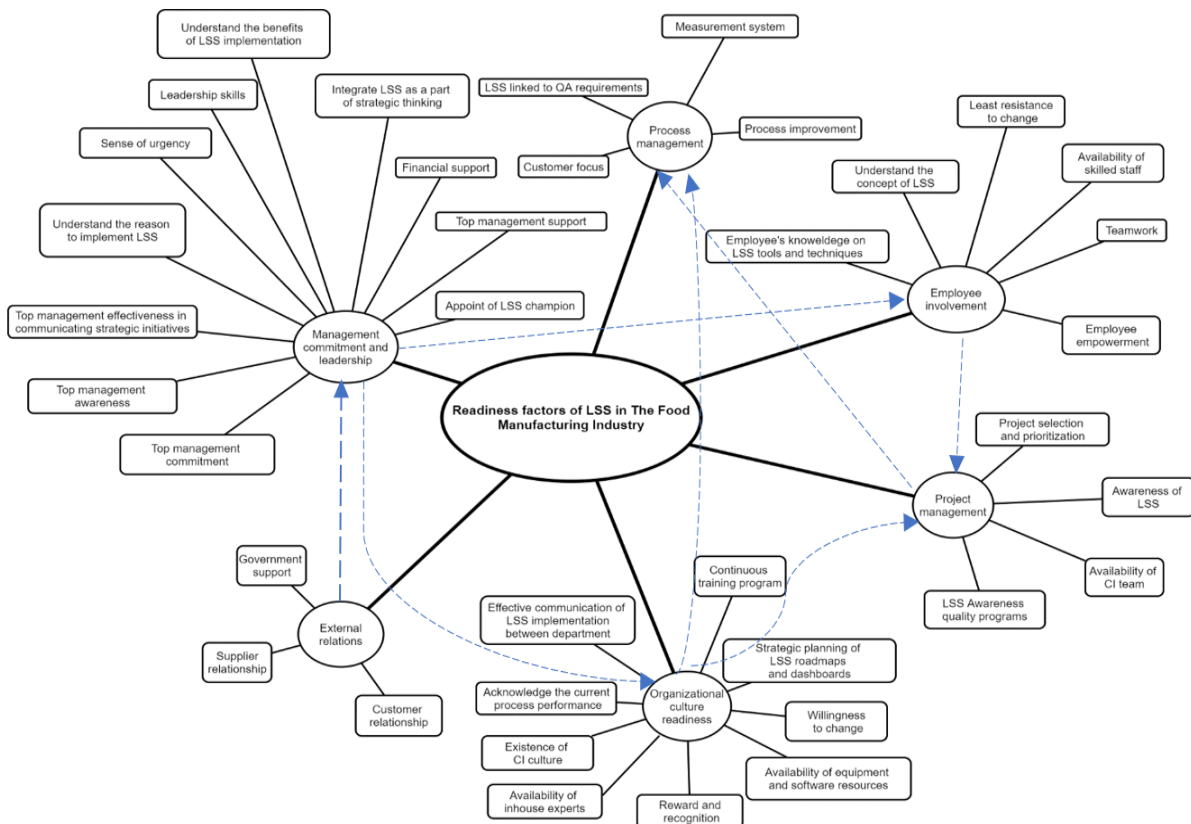 Understand the benefits
of LSS implementation
Measurement system
Leadership skills
Integrate LSS as a part
of strategic thinking
LSS linked to QA requirements
Least resistance
to change
Sense of urgency
Process
management
Process improvement
Financial support
Customer focus
Understand the
concept of LSS
Availability of
skilled staff
Understand the reason
to implement LSS
Top management support
Employee's knoweledge on
LSS tools and techniques
Teamwork
Top management effectiveness in
communicating strategic initiatives
Appoint of LSS champion
Employee
involvement
Management
commitment and
leadership
Employee
empowerment
Top management
awareness
Readiness factors of LSS in The Food
Manufacturing Industry
Top management
commitment
Project selection
and prioritization
Project
management
Awareness of
LSS
Government
support
Continuous
training program
Availability of
CI team
Effective communication of
LSS implementation
between department
LSS Awareness
quality programs
External
relations
Supplier
relationship
Strategic planning of
LSS roadmaps
and dashboards
Acknowledge the current
process performance
Organizational
culture
readiness
Customer
relationship
Willingness
to change
Existence of
CI culture
Availability of equipment
and software resources
Availability of
inhouse experts
Reward and
recognition